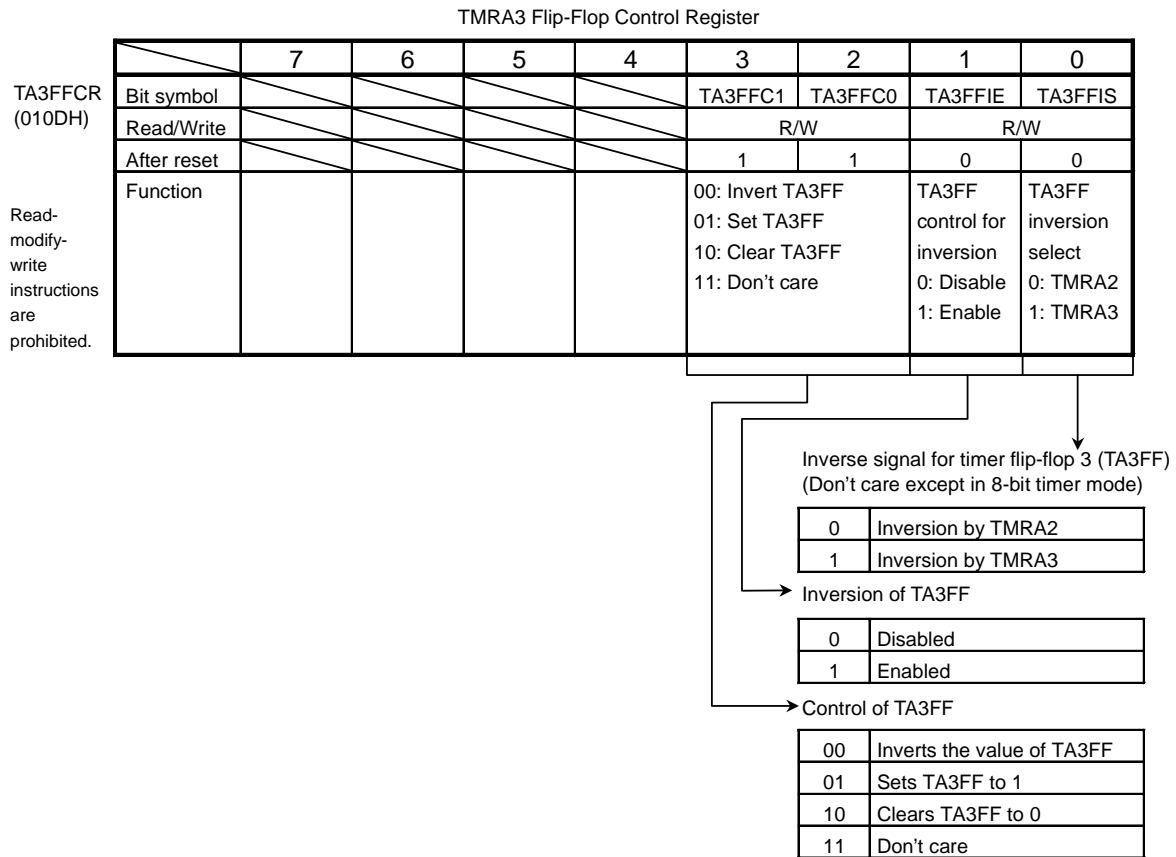 TMRA3 Flip-Flop Control Register
7 6 5 4 3 2 1 0
TA3FFCR
(010DH)
Bit symbol TA3FFC1 TA3FFC0 TA3FFIE TA3FFIS
Read/Write R/W R/W
After reset 1 1 0 0
Read-
modify-
write
instructions
are
prohibited.
Function
00: Invert TA3FF
01: Set TA3FF
10: Clear TA3FF
11: Don't care
TA3FF
control for
inversion
0: Disable
1: Enable
TA3FF
inversion
select
0: TMRA2
1: TMRA3
Inverse signal for timer flip-flop 3 (TA3FF)
(Don't care except in 8-bit timer mode)
0 Inversion by TMRA2
1 Inversion by TMRA3
Inversion of TA3FF
0 Disabled
1 Enabled
Control of TA3FF
00 Inverts the value of TA3FF
01 Sets TA3FF to 1
10 Clears TA3FF to 0
11 Don't care